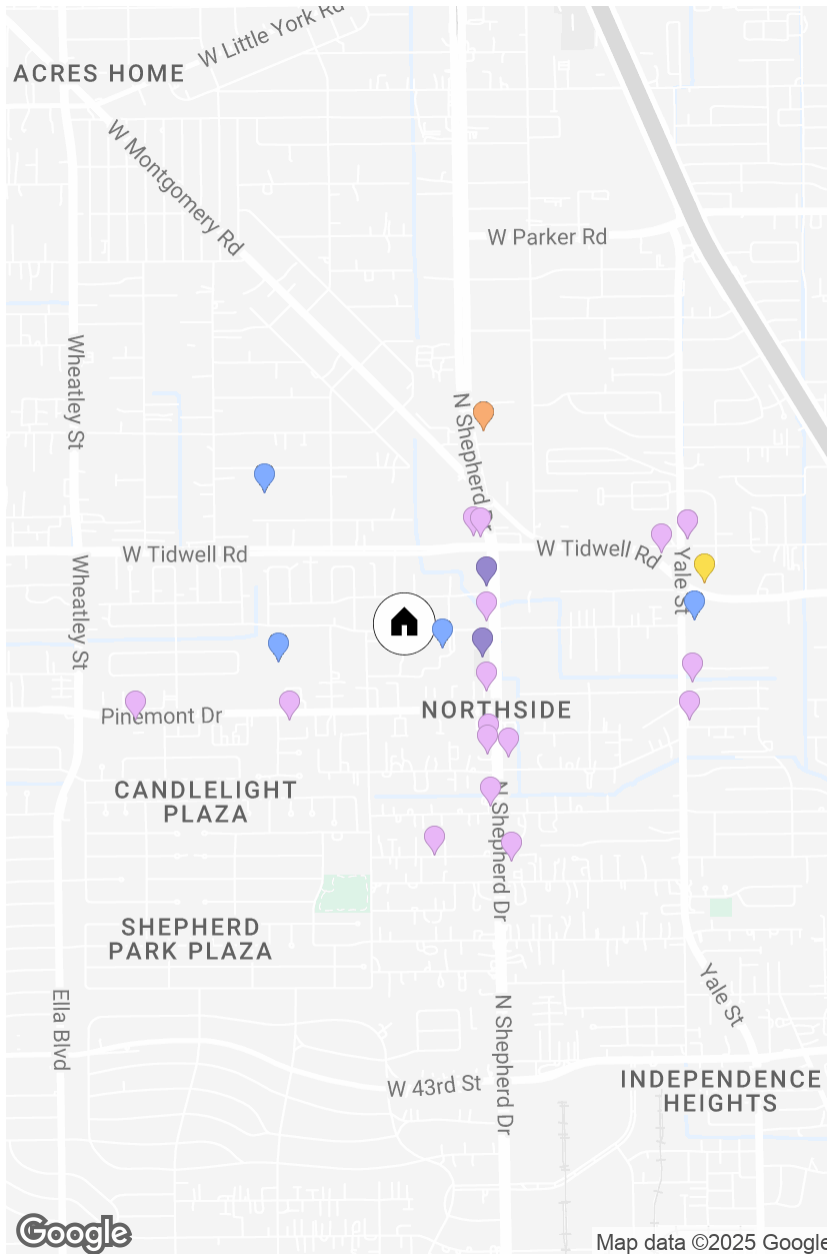 W Little York Rd
ACRES HOME
W Montgomery Rd
W Parker Rd
Wheatley St
N Shepherd Dr
W Tidwell Rd
W Tidwell Rd
Yale St
Wheatley St
Pinemont Dr
NORTHSIDE
CANDLELIGHT
PLAZA
N Shepherd Dr
SHEPHERD
PARK PLAZA
Yale St
Ella Blvd
N Shepherd Dr
W 43rd St
INDEPENDENCE
HEIGHTS
Google
Map data ©2025 Google